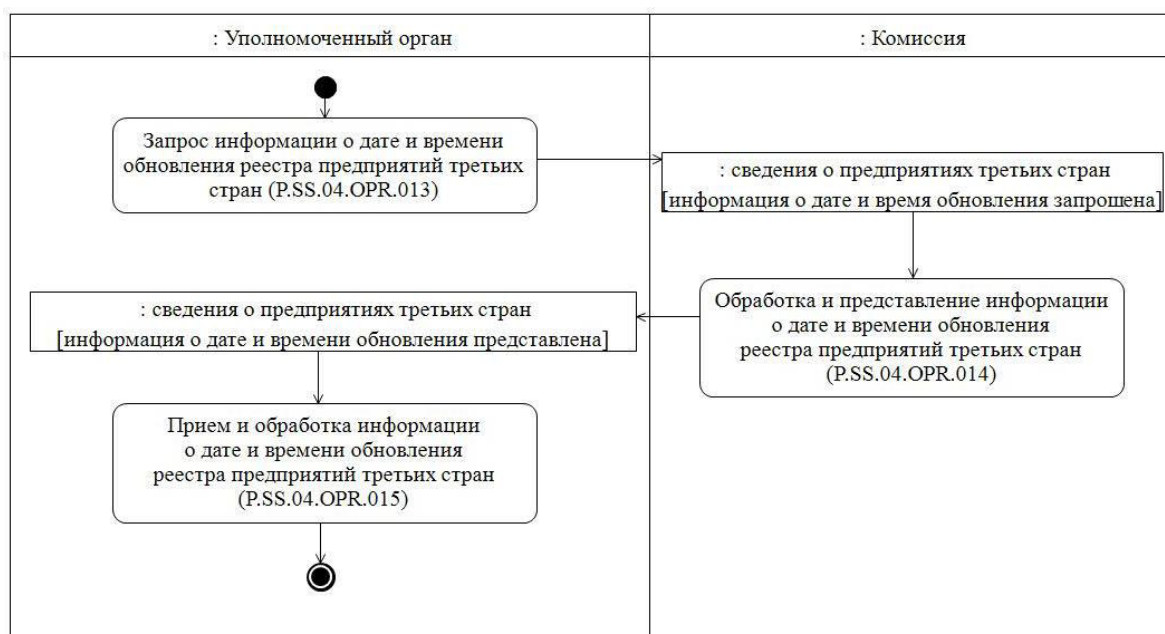 : Уполномоченный орган
: Комиссия
Запрос информации о дате и времени
обновления реестра предприятий третьих
стран (P.SS.04.OPR.013)
: сведения о предприятиях третьих стран
[информация о дате и время обновления запрошена]
Обработка и представление информации
о дате и времени обновления
реестра предприятий третьих стран
(P.SS.04.OPR.014)
: сведения о предприятиях третьих стран
[информация о дате и времени обновления представлена]
Прием и обработка информации
о дате и времени обновления
реестра предприятий третьих стран
(P.SS.04.OPR.015)